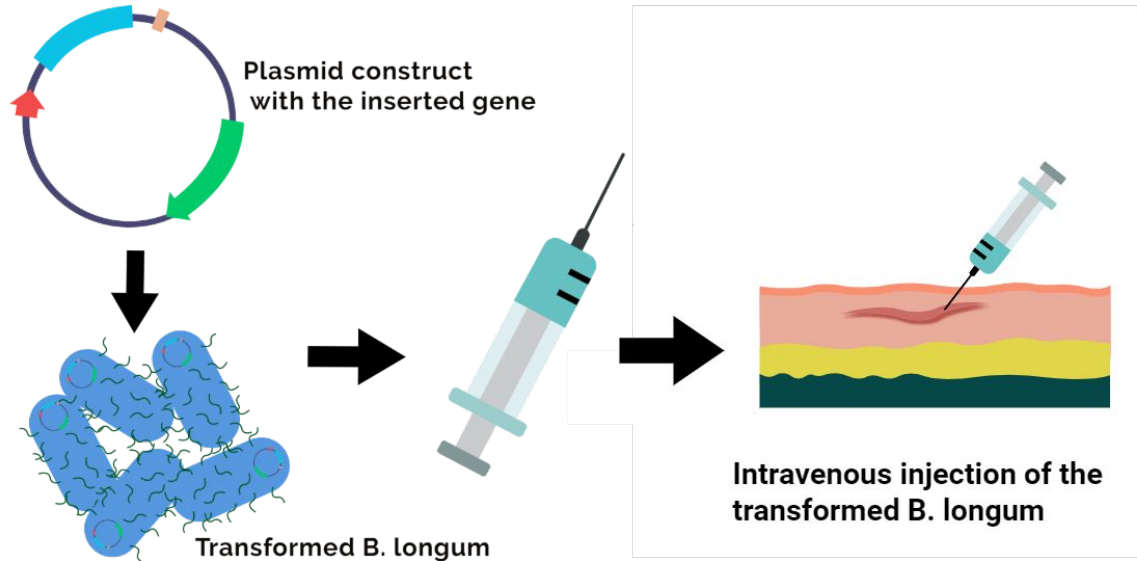 Plasmid construct
with the inserted gene
Transformed B. longum
Intravenous injection of the
transformed B. longum